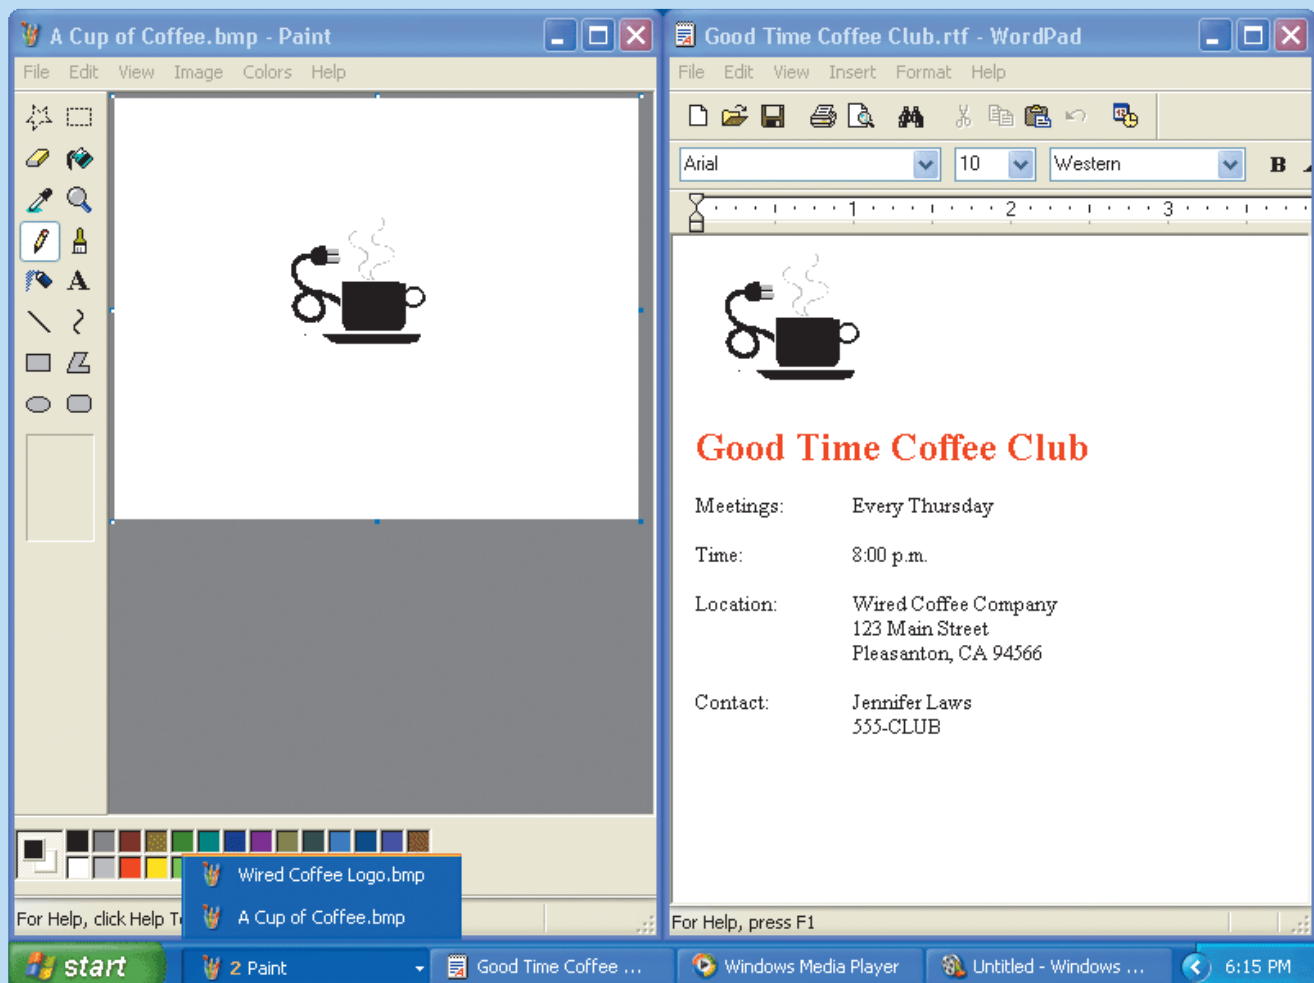 A Cup of Coffee.bmp - Paint
File Edit View Image Colors Help
A
For Help, click Help T
Wired Coffee Logo.bmp
A Cup of Coffee.bmp
Good Time Coffee Club.rtf - WordPad
File Edit View Insert Format Help
Arial 10 Western B
1 2 3
Good Time Coffee Club
Meetings: Every Thursday
Time: 8:00 p.m.
Location: Wired Coffee Company
123 Main Street
Pleasanton, CA 94566
Contact: Jennifer Laws
555-CLUB
For Help, press F1
start 2 Paint Good Time Coffee ... Windows Media Player Untitled - Windows ... 6:15 PM